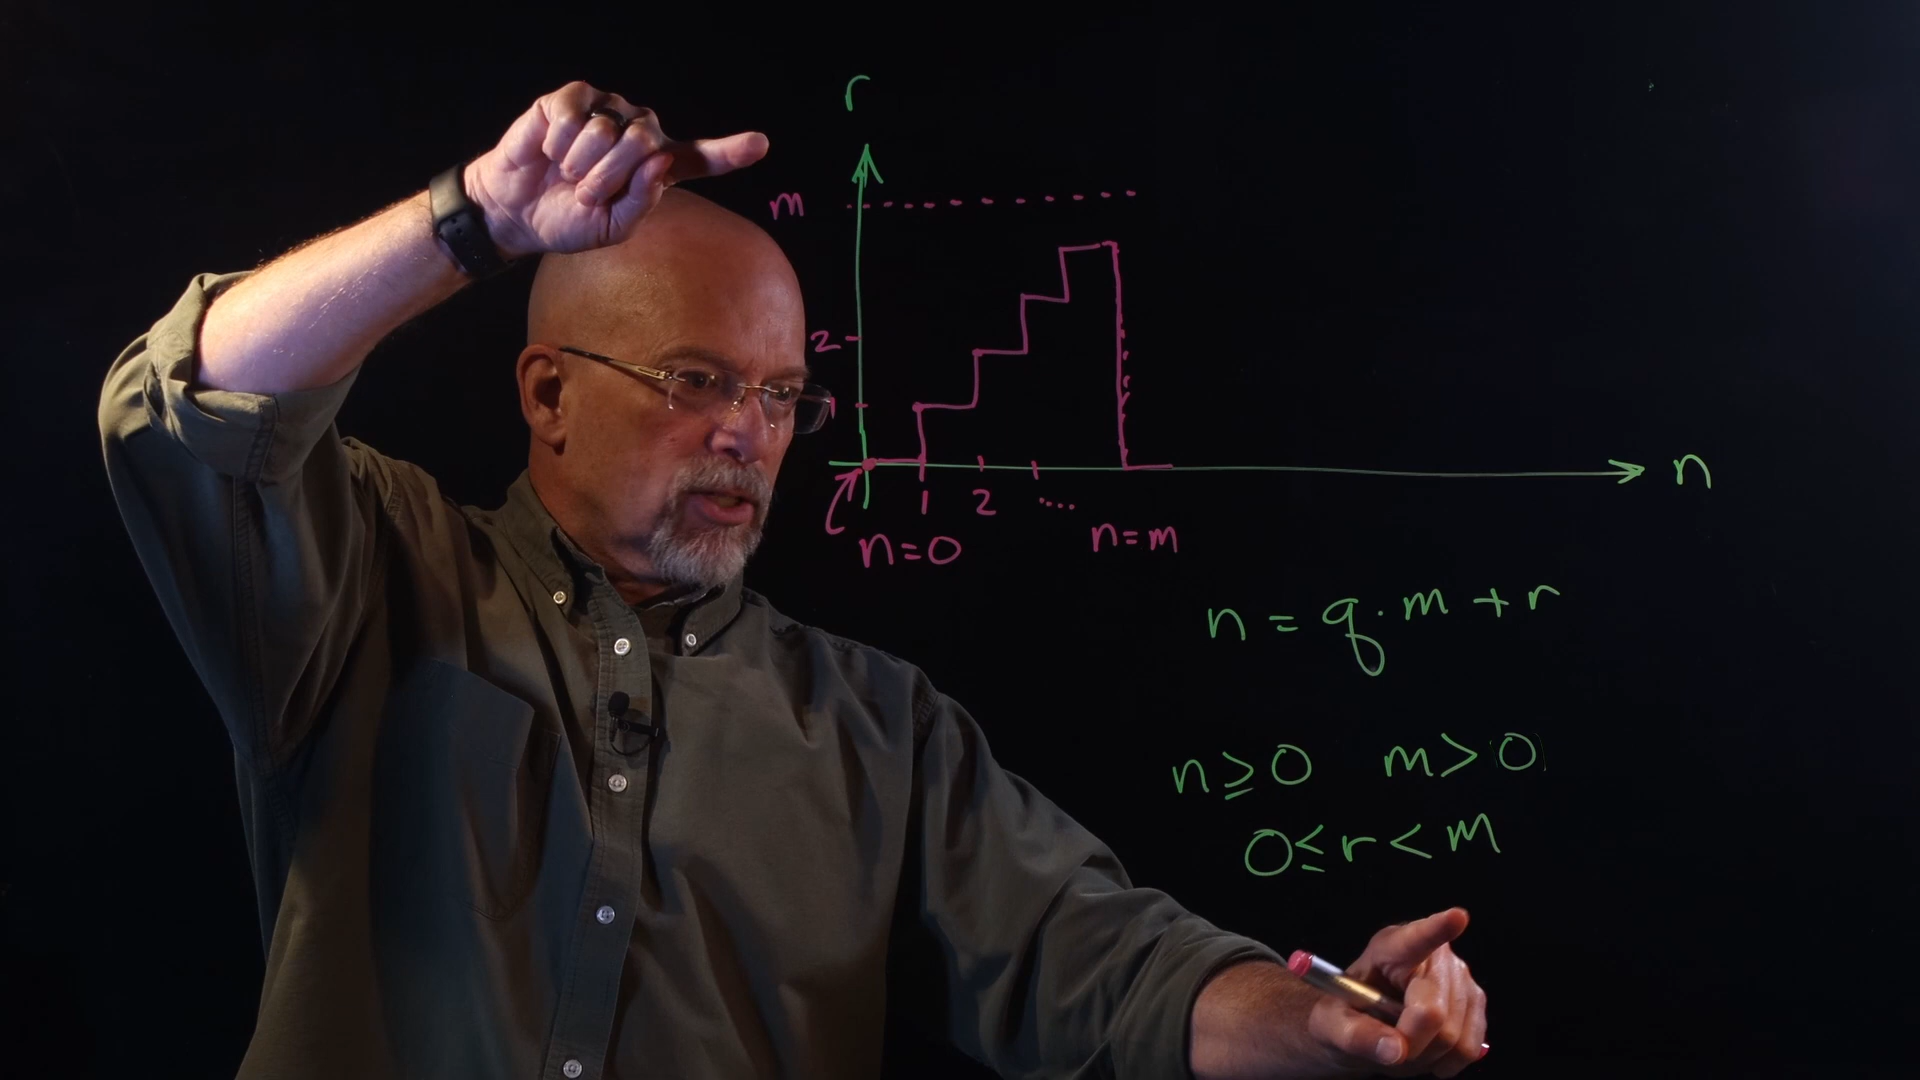 r
m
2
1
n
1 2 ....
n=0 n=m
n = q·m + r
n≥0 m>0
0≤r<m